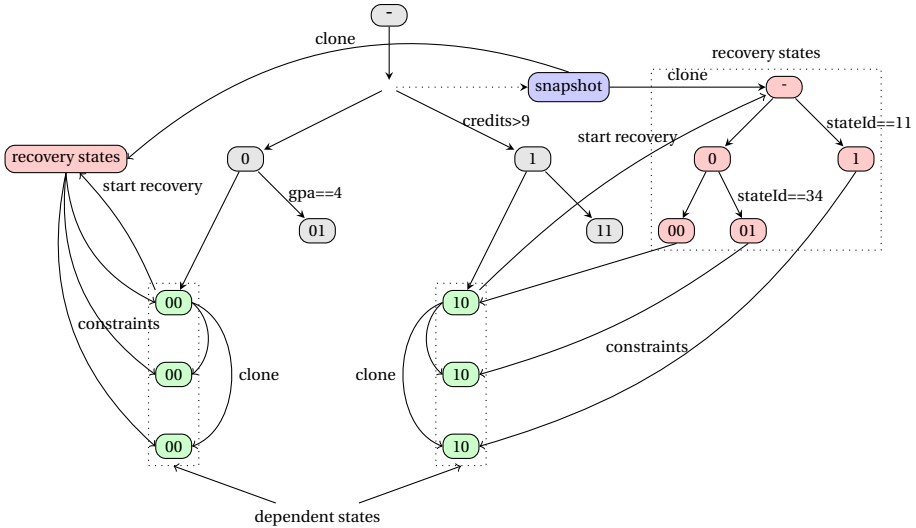 -
clone
recovery states
clone
snapshot
-
credits>9
stateId==11
start recovery
recovery states
0
1
0
1
start recovery
gpa==4
stateId==34
01
11
00
01
00
10
constraints
constraints
00
clone
clone
10
00
10
dependent states